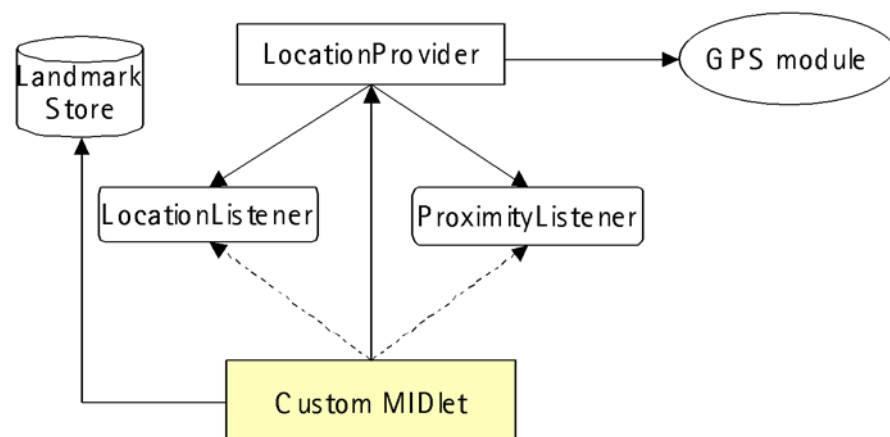 LocationProvider
GPS module
Landmark
Store
LocationListener
ProximityListener
Custom MIDlet